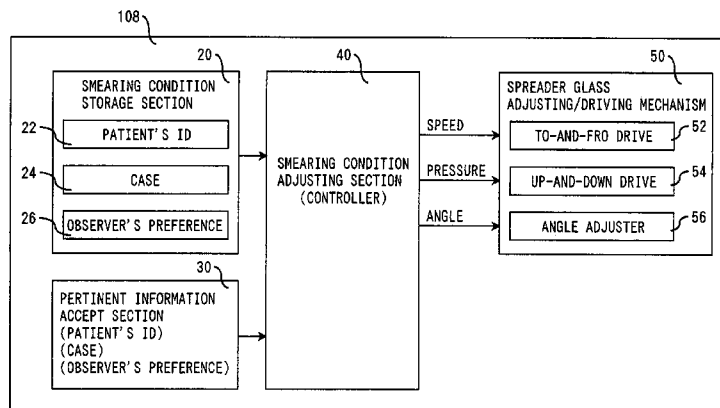 108
20
SMEARING CONDITION
STORAGE SECTION
22
PATIENT'S ID
24
CASE
26
OBSERVER'S PREFERENCE
30
PERTINENT INFORMATION
ACCEPT SECTION
(PATIENT'S ID)
(CASE)
(OBSERVER'S PREFERENCE)
40
SMEARING CONDITION
ADJUSTING SECTION
(CONTROLLER)
SPEED
PRESSURE
ANGLE
50
SPREADER GLASS
ADJUSTING/DRIVING MECHANISM
TO-AND-FRO DRIVE
52
UP-AND-DOWN DRIVE
54
ANGLE ADJUSTER
56